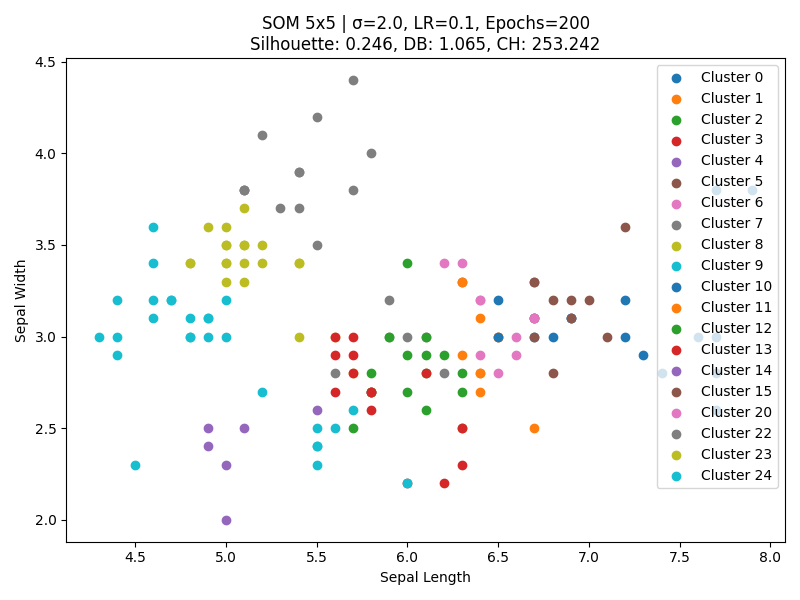 SOM 5x5 | σ=2.0, LR=0.1, Epochs=200
Silhouette: 0.246, DB: 1.065, CH: 253.242
4.5
4.0
3.5
3.0
2.5
2.0
Sepal Width
Cluster 0
Cluster 1
Cluster 2
Cluster 3
Cluster 4
Cluster 5
Cluster 6
Cluster 7
Cluster 8
Cluster 9
Cluster 10
Cluster 11
Cluster 12
Cluster 13
Cluster 14
Cluster 15
Cluster 20
Cluster 22
Cluster 23
Cluster 24
4.5 5.0 5.5 6.0 6.5 7.0 7.5 8.0
Sepal Length